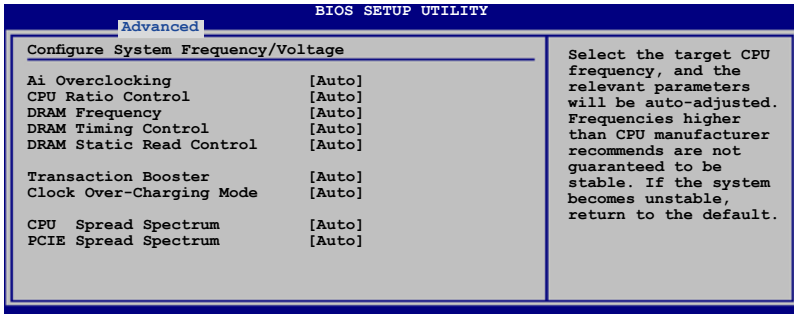 BIOS SETUP UTILITY
Advanced
Configure System Frequency/Voltage
Ai Overclocking [Auto]
CPU Ratio Control [Auto]
DRAM Frequency [Auto]
DRAM Timing Control [Auto]
DRAM Static Read Control [Auto]
Transaction Booster [Auto]
Clock Over-Charging Mode [Auto]
CPU Spread Spectrum [Auto]
PCIE Spread Spectrum [Auto]
Select the target CPU
frequency, and the
relevant parameters
will be auto-adjusted.
Frequencies higher
than CPU manufacturer
recommends are not
guaranteed to be
stable. If the system
becomes unstable,
return to the default.